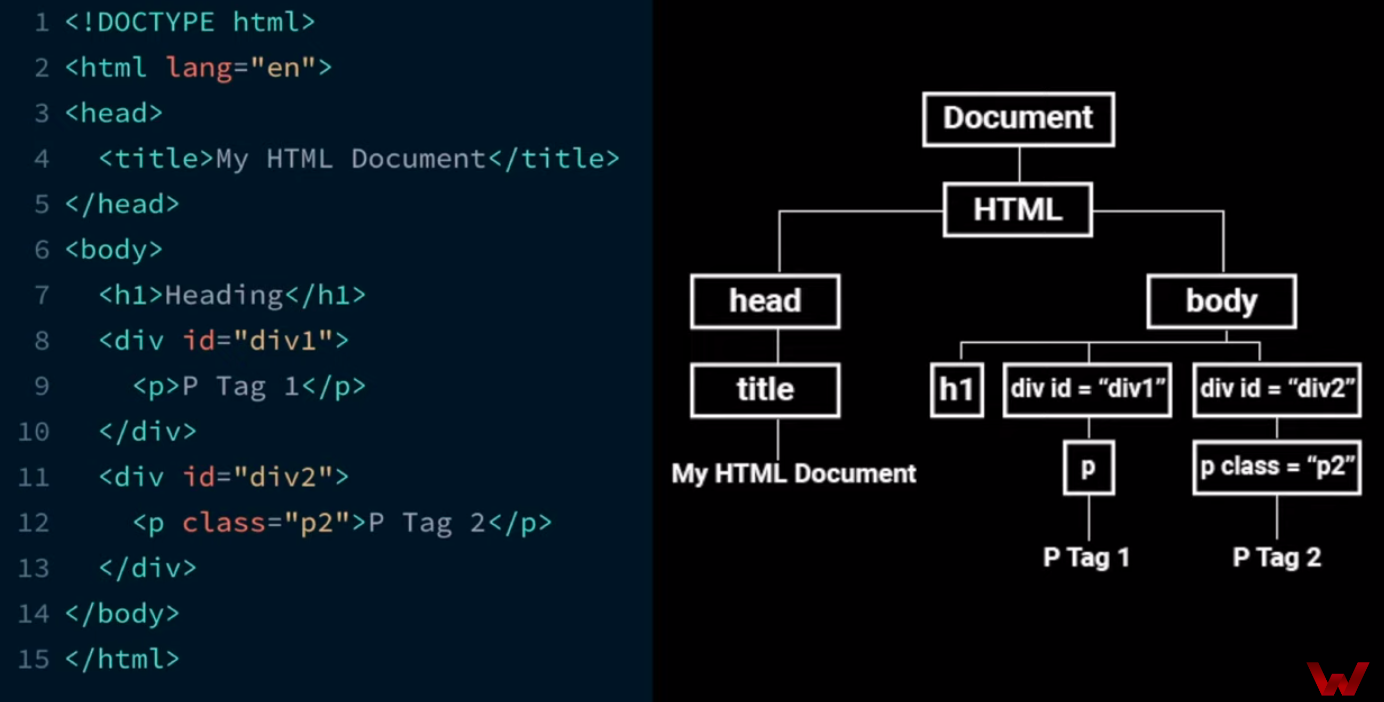 1 <!DOCTYPE html>
2 <html lang="en">
3 <head>
4 <title>My HTML Document</title>
5 </head>
6 <body>
7 <h1>Heading</h1>
8 <div id="div1">
9 <p>P Tag 1</p>
10 </div>
11 <div id="div2">
12 <p class="p2">P Tag 2</p>
13 </div>
14 </body>
15 </html>
Document
HTML
head body
title h1 div id = “div1” div id = “div2”
My HTML Document p p class = “p2”
P Tag 1 P Tag 2
W